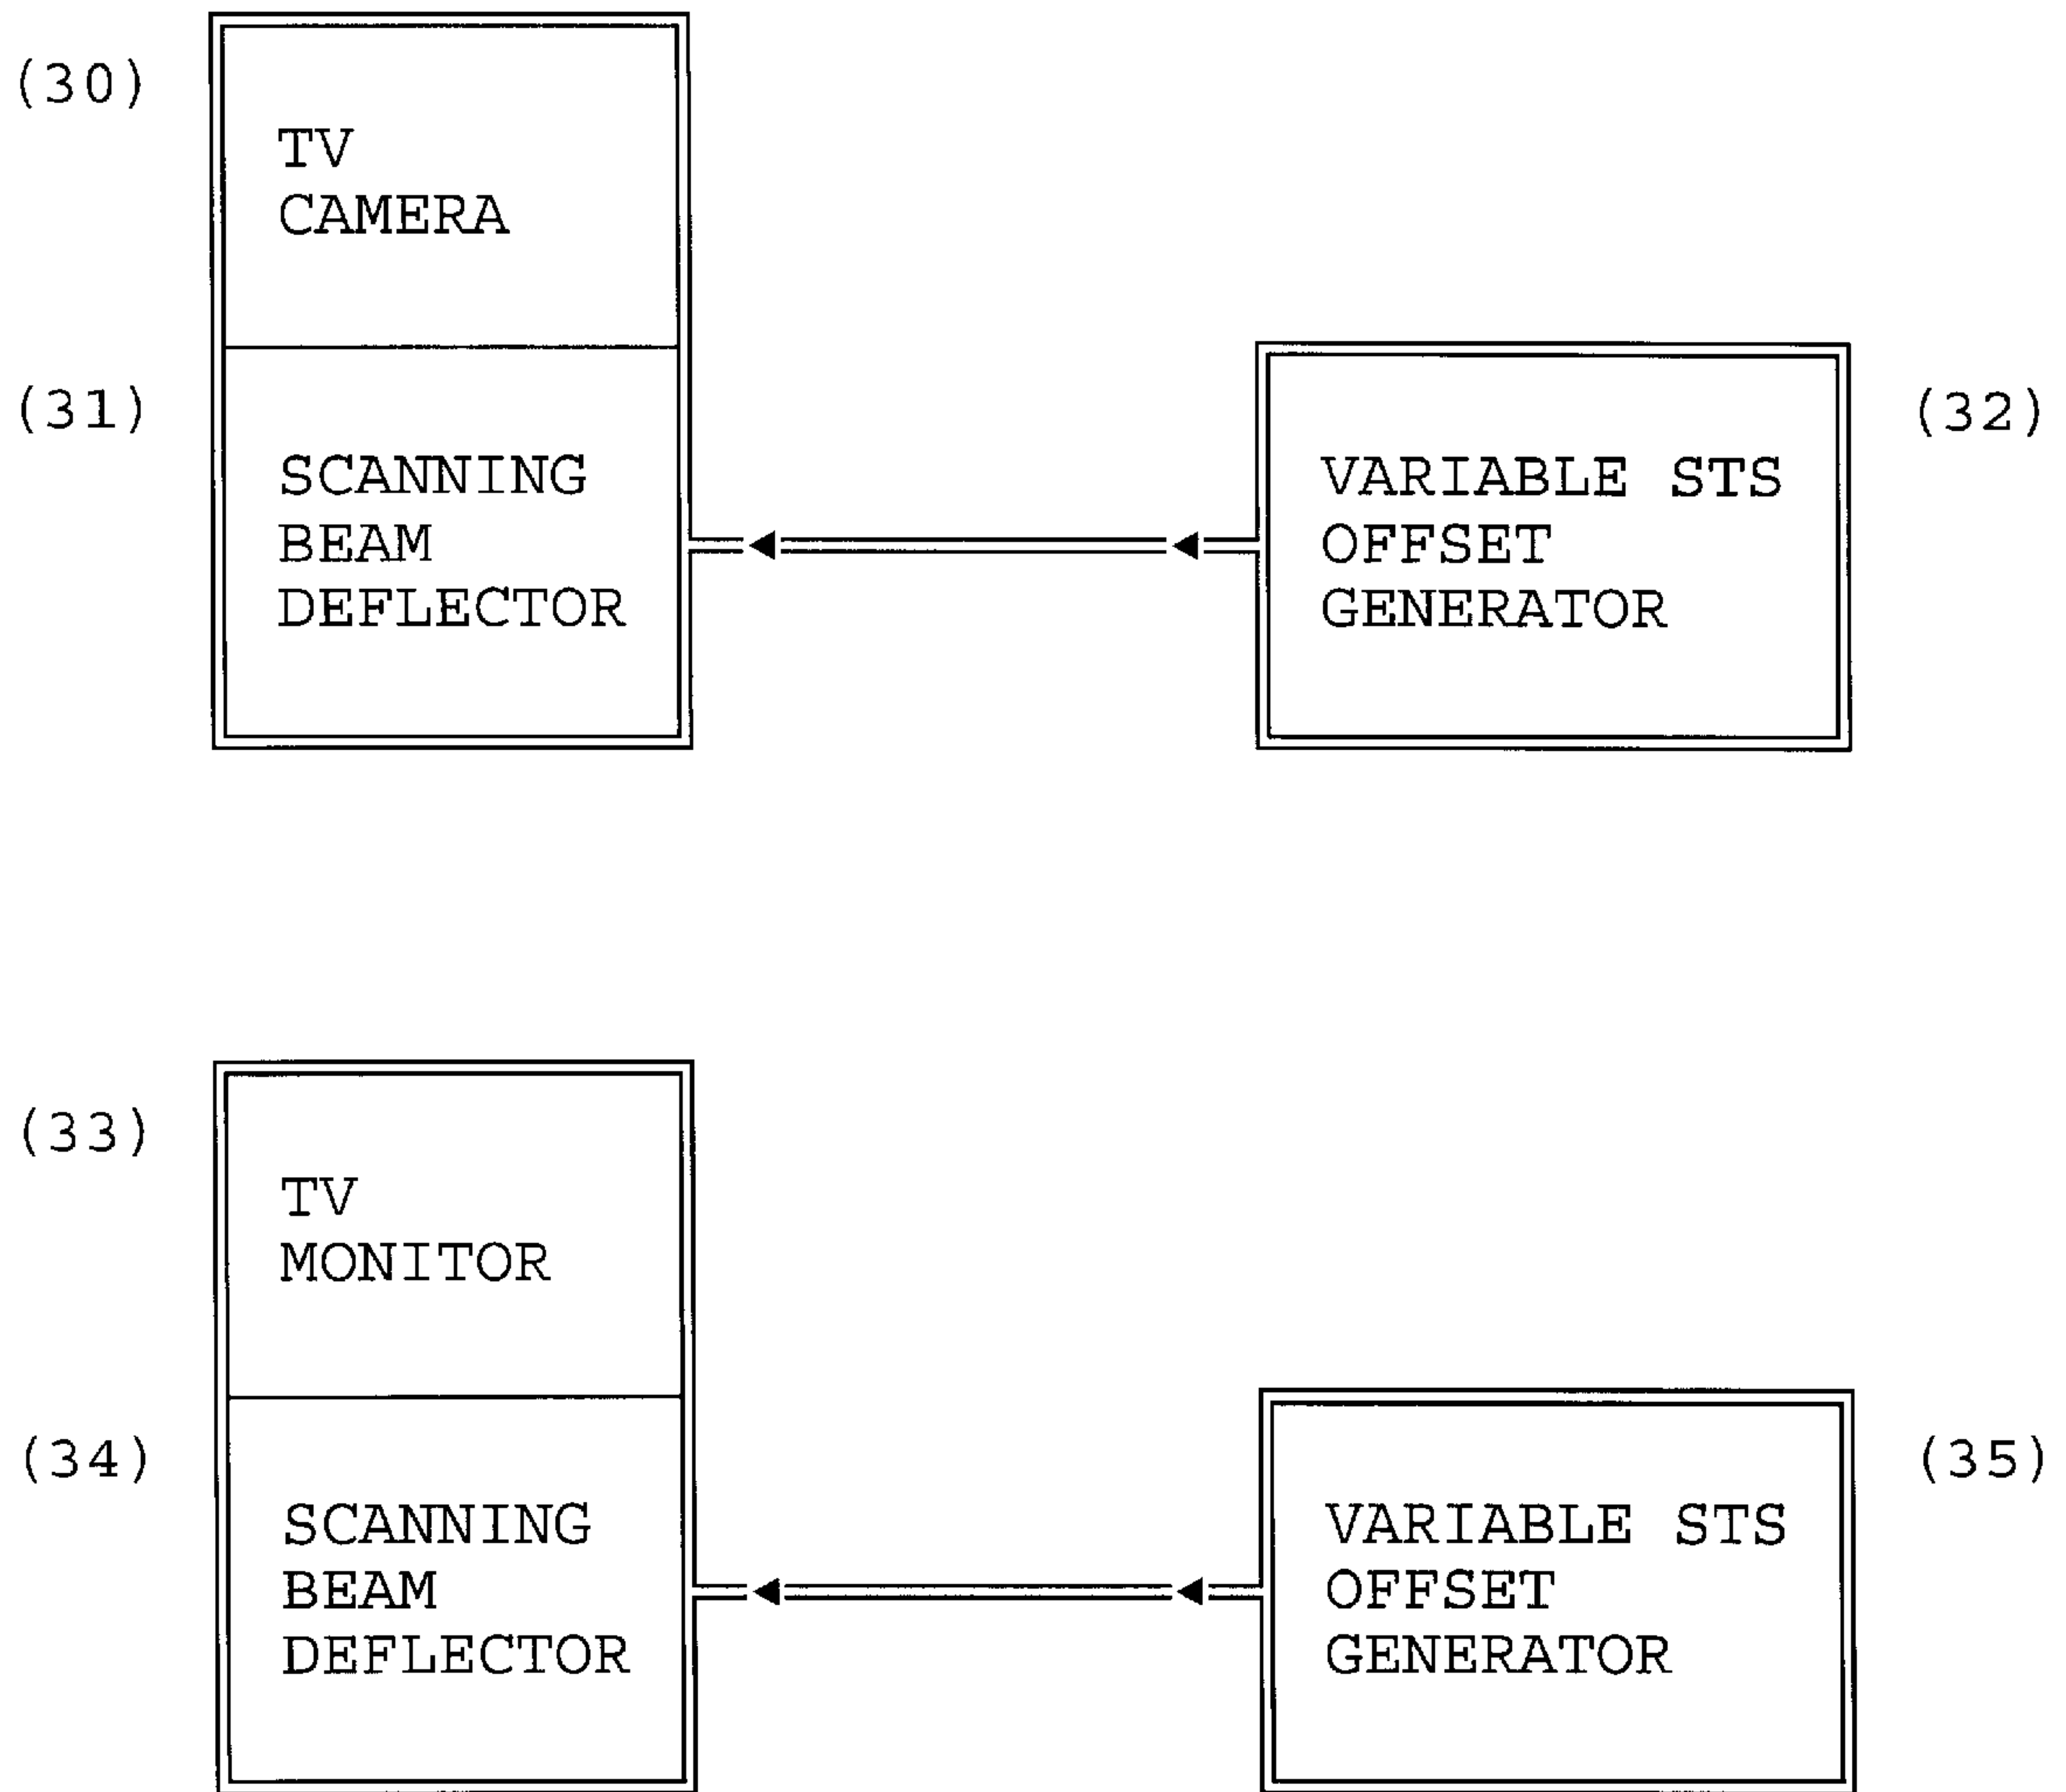 (30)
TV
CAMERA
(31)
SCANNING
BEAM
DEFLECTOR
VARIABLE STS
OFFSET
GENERATOR
(32)
(33)
TV
MONITOR
(34)
SCANNING
BEAM
DEFLECTOR
VARIABLE STS
OFFSET
GENERATOR
(35)